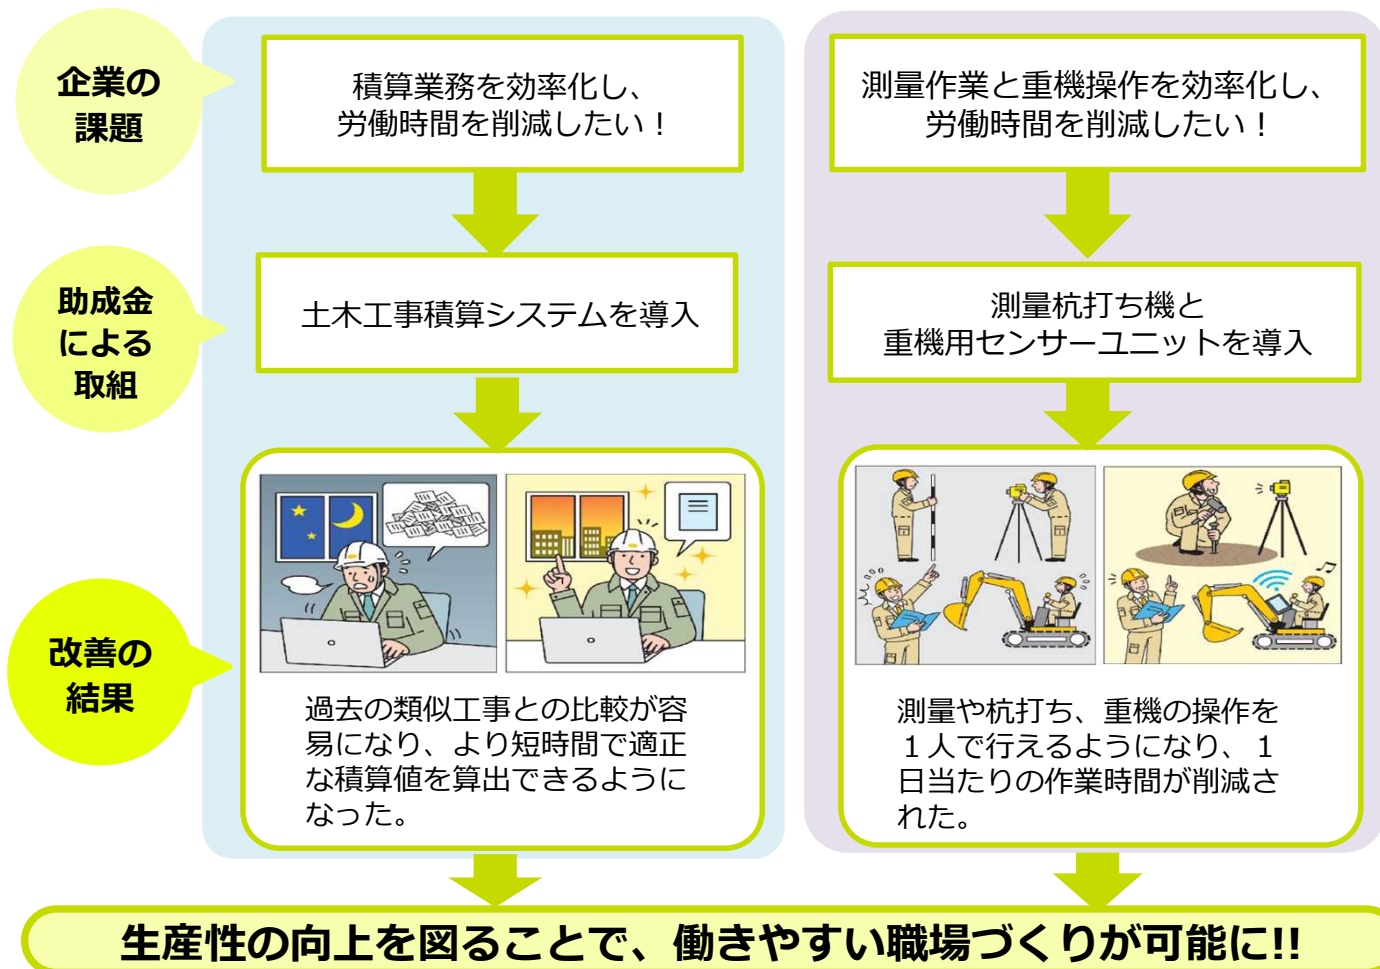 企業の
課題
積算業務を効率化し、
労働時間を削減したい！
測量作業と重機操作を効率化し、
労働時間を削減したい！
助成金
による
取組
土木工事積算システムを導入
測量杭打ち機と
重機用センサーユニットを導入
改善の
結果
過去の類似工事との比較が容
易になり、より短時間で適正
な積算値を算出できるように
なった。
測量や杭打ち、重機の操作を
１人で行えるようになり、１
日当たりの作業時間が削減さ
れた。
生産性の向上を図ることで、働きやすい職場づくりが可能に!!